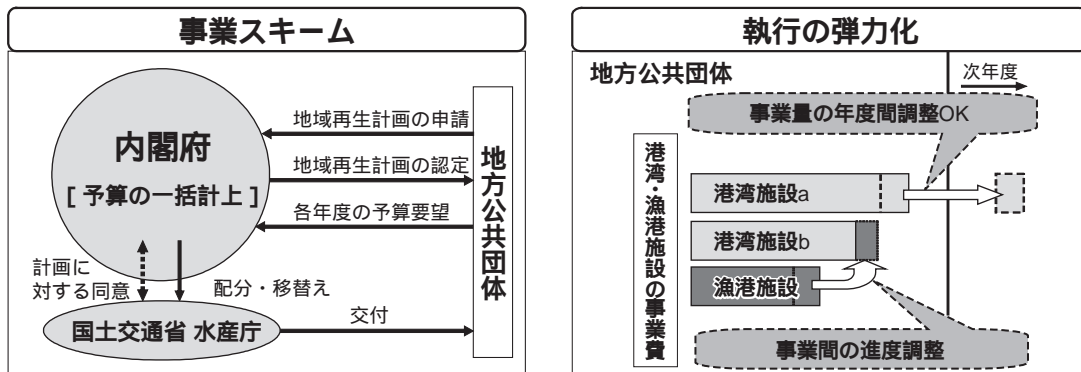 事業スキーム
内閣府
[ 予算の一括計上 ]
地域再生計画の申請
地域再生計画の認定
各年度の予算要望
地方公共団体
計画に
対する同意
配分・移替え
国土交通省 水産庁
交付
執行の弾力化
地方公共団体
次年度
事業量の年度間調整OK
港湾・漁港施設の事業費
港湾施設a
港湾施設b
漁港施設
事業間の進度調整